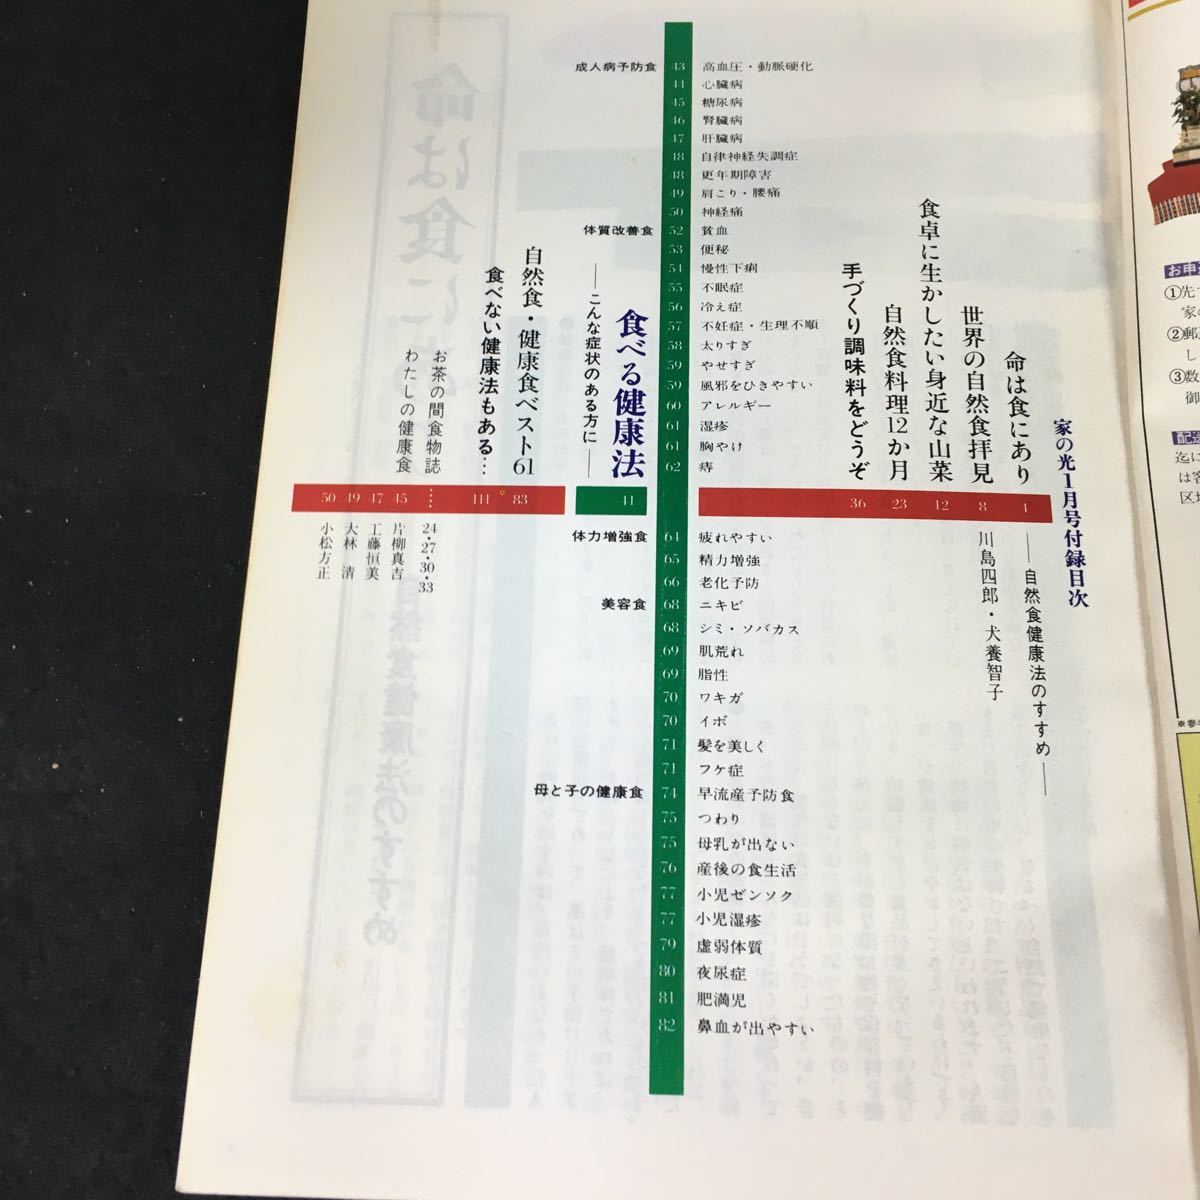 家の光1月号付録目次
命は食にあり
――自然食健康法のすすめ――
1
世界の自然食拝見
8
川島四郎・犬養智子
食卓に生かしたい身近な山菜
12
自然食料理12か月
23
手づくり調味料をどうぞ
36
食べる健康法
――こんな症状のある方に――
41
成人病予防食
43 高血圧・動脈硬化
44 心臓病
45 糖尿病
46 腎臓病
47 肝臓病
48 自律神経失調症
48 更年期障害
49 肩こり・腰痛
50 神経痛
体質改善食
52 貧血
53 便秘
54 慢性下痢
55 不眠症
56 冷え症
57 不妊症・生理不順
58 太りすぎ
59 やせすぎ
59 風邪をひきやすい
60 アレルギー
61 湿疹
61 胸やけ
62 痔
体力増強食
64 疲れやすい
65 精力増強
66 老化予防
美容食
68 ニキビ
68 シミ・ソバカス
69 肌荒れ
69 脂性
70 ワキガ
70 イボ
71 髪を美しく
71 フケ症
母と子の健康食
74 早流産予防食
75 つわり
75 母乳が出ない
76 産後の食生活
77 小児ゼンソク
77 小児湿疹
79 虚弱体質
80 夜尿症
81 肥満児
82 鼻血が出やすい
自然食・健康食ベスト61
83
食べない健康法もある…
111
お茶の間食物誌
…
24・27・30・33
わたしの健康食
45 片柳真吉
47 工藤恒美
49 大林 清
50 小松方正
お申
①先
家の
②郵
し
③数
御
配
迄に
は客
区
※参考